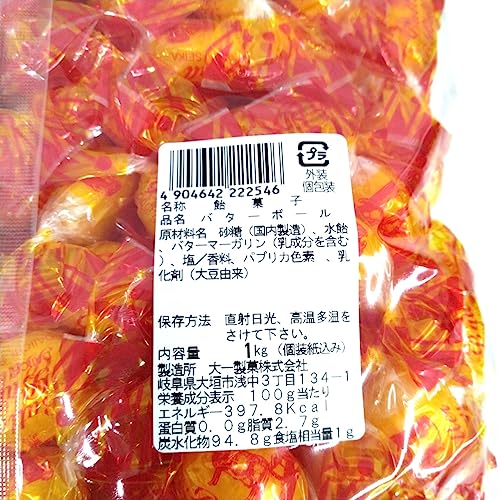 4 904642 222546
プラ
外装
個包装
名称 飴菓子
品名 バターボール
原材料名 砂糖（国内製造）、水飴
、バターマーガリン（乳成分を含む
）、塩／香料、パプリカ色素 、乳
化剤（大豆由来）
保存方法 直射日光、高温多湿を
さけて下さい。
内容量 1kg（個装紙込み）
製造所 大一製菓株式会社
岐阜県大垣市浅中3丁目134-1
栄養成分表示 100g当たり
エネルギー397.8Kcal
蛋白質0.0g脂質2.7g
炭水化物94.8g食塩相当量1g